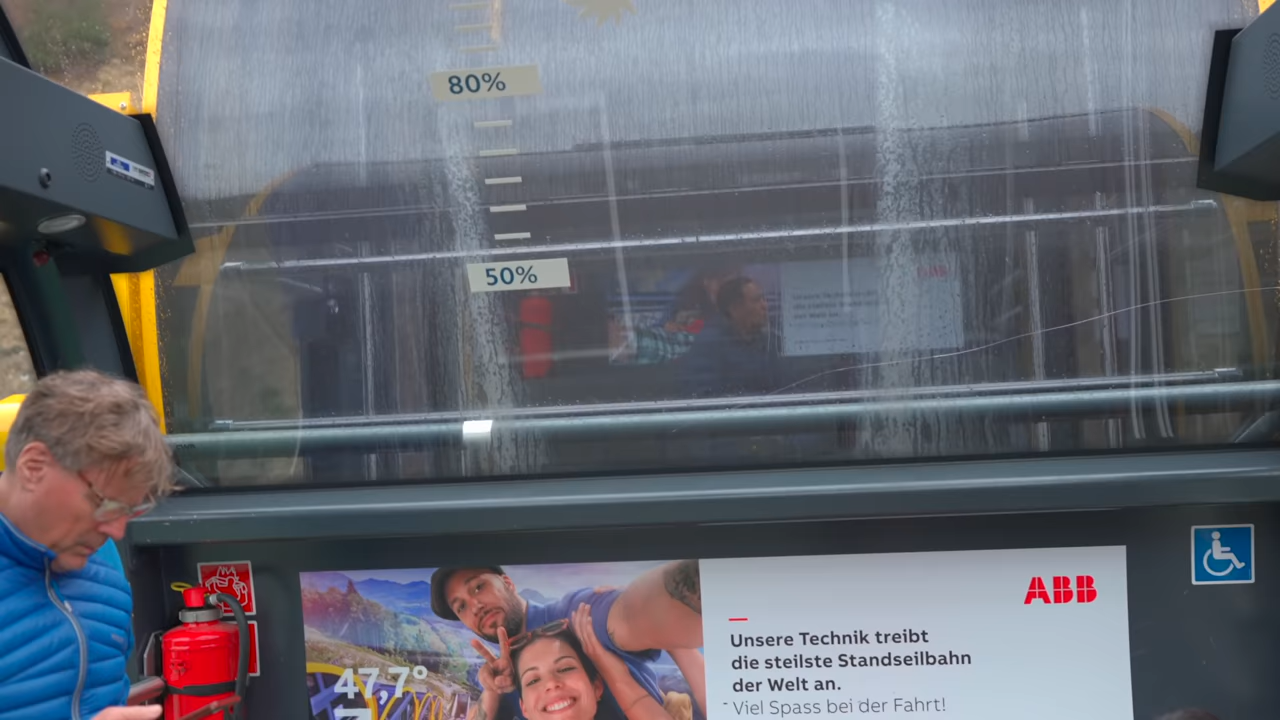 80%
50%
ABB
Unsere Technik treibt
die steilste Standseilbahn
der Welt an.
Viel Spass bei der Fahrt!
47,7°